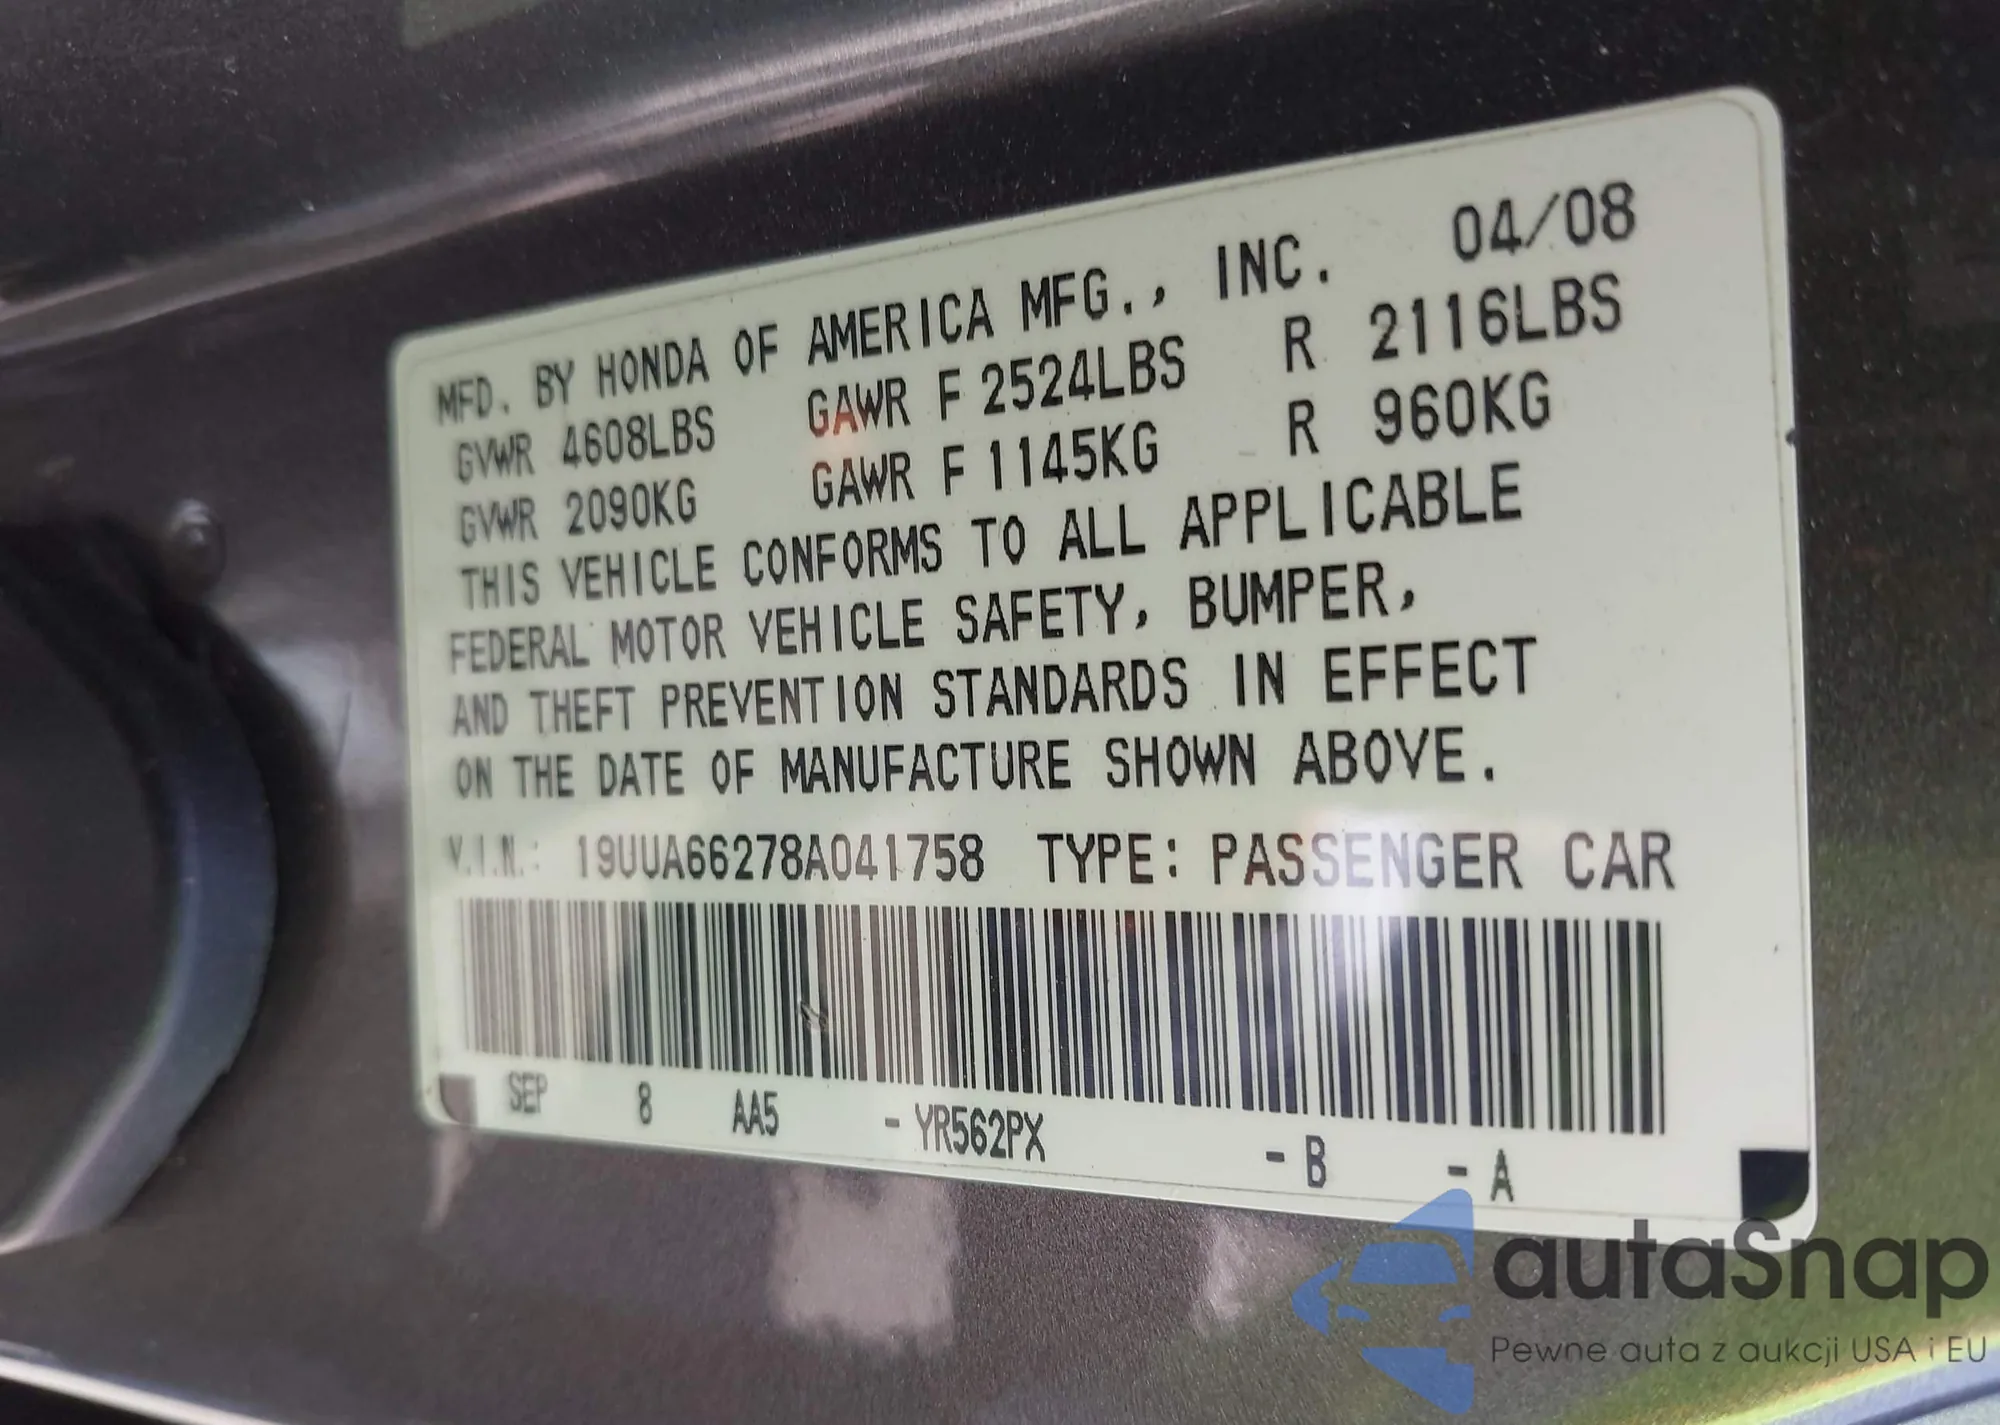 MFD. BY HONDA OF AMERICA MFG., INC. 04/08
GVWR 4608LBS GAWR F 2524LBS R 2116LBS
GVWR 2090KG GAWR F 1145KG R 960KG
THIS VEHICLE CONFORMS TO ALL APPLICABLE
FEDERAL MOTOR VEHICLE SAFETY, BUMPER,
AND THEFT PREVENTION STANDARDS IN EFFECT
ON THE DATE OF MANUFACTURE SHOWN ABOVE.
V.I.N.: 19UUA66278A041758 TYPE: PASSENGER CAR
SEP 8 AA5 - YR562PX - B - A
autaSnap
Pewne auta z aukcji USA i EU